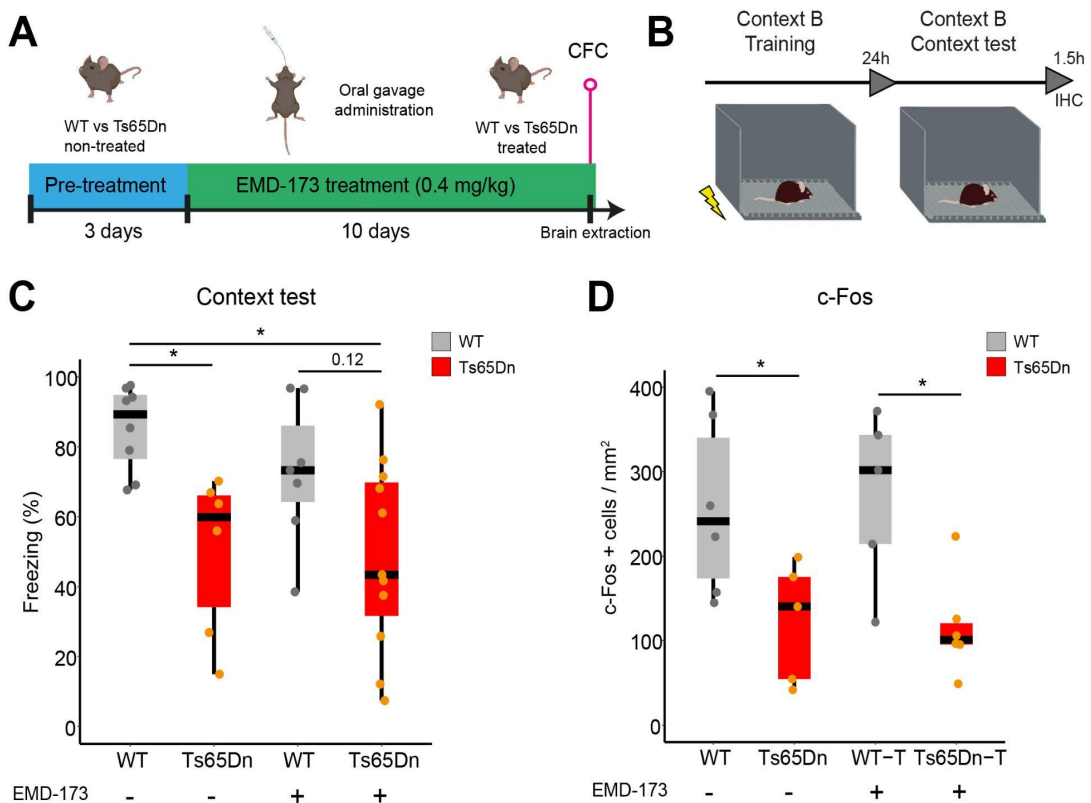 A
WT vs Ts65Dn
non-treated
Oral gavage
administration
WT vs Ts65Dn
treated
CFC
Pre-treatment
EMD-173 treatment (0.4 mg/kg)
3 days
10 days
Brain extraction
B
Context B
Training
Context B
Context test
24h
1.5h
IHC
C
Context test
WT
Ts65Dn
*
*
0.12
Freezing (%)
100
80
60
40
20
0
WT
Ts65Dn
WT
Ts65Dn
EMD-173
-
-
+
+
D
c-Fos
WT
Ts65Dn
*
*
c-Fos + cells / mm²
400
300
200
100
0
WT
Ts65Dn
WT−T
Ts65Dn−T
EMD-173
-
-
+
+